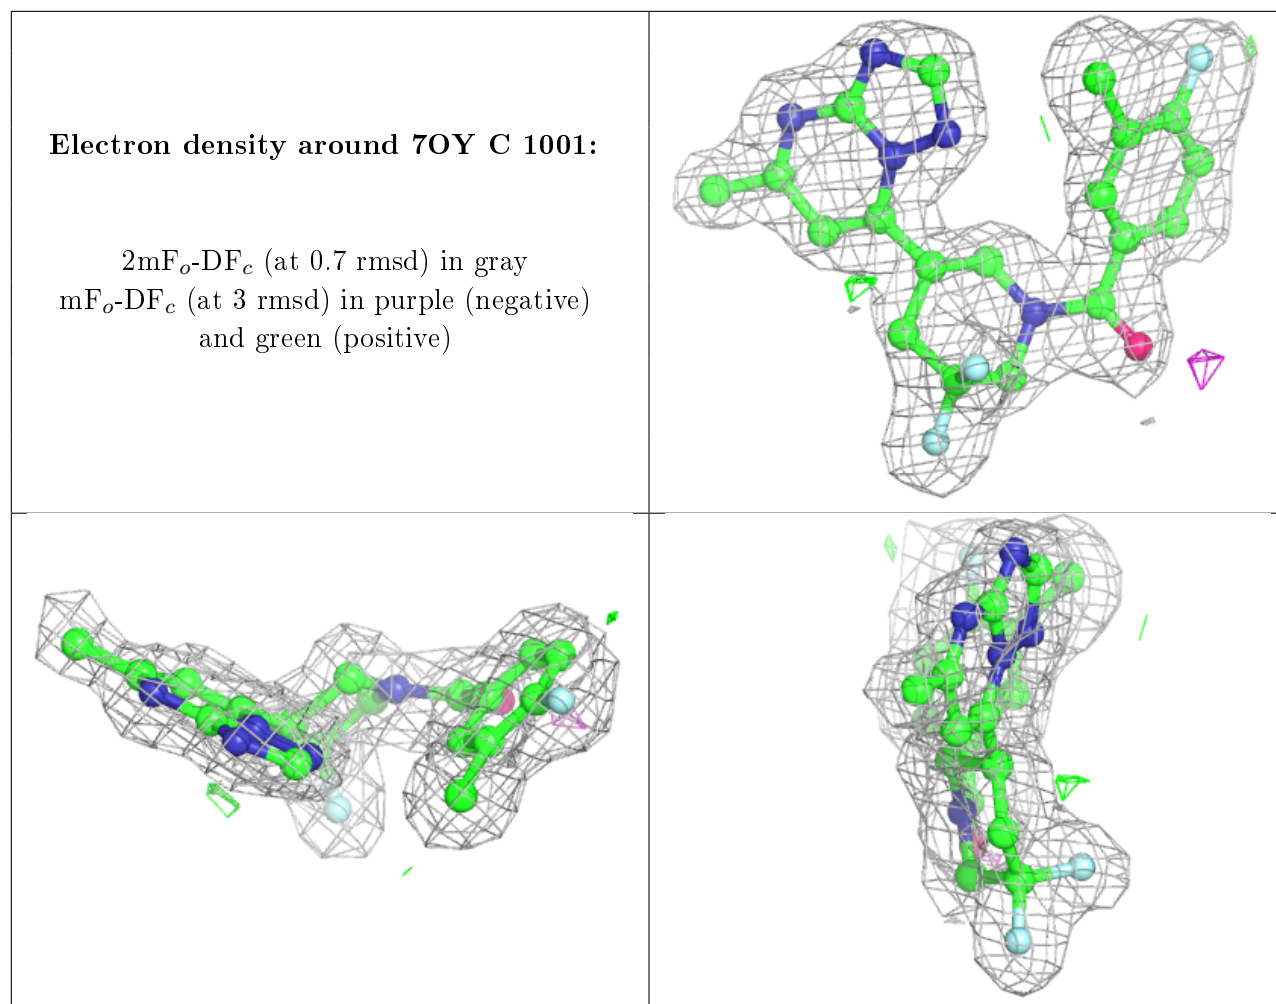 Electron density around 7OY C 1001:
2mFo-DFc (at 0.7 rmsd) in gray
mFo-DFc (at 3 rmsd) in purple (negative)
and green (positive)